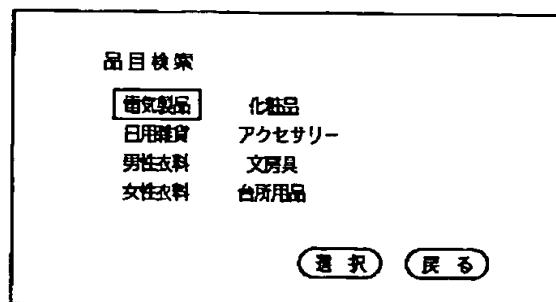 品目検索
電気製品 化粧品
日用雑貨 アクセサリー
男性衣料 文房具
女性衣料 台所用品
選択 戻る